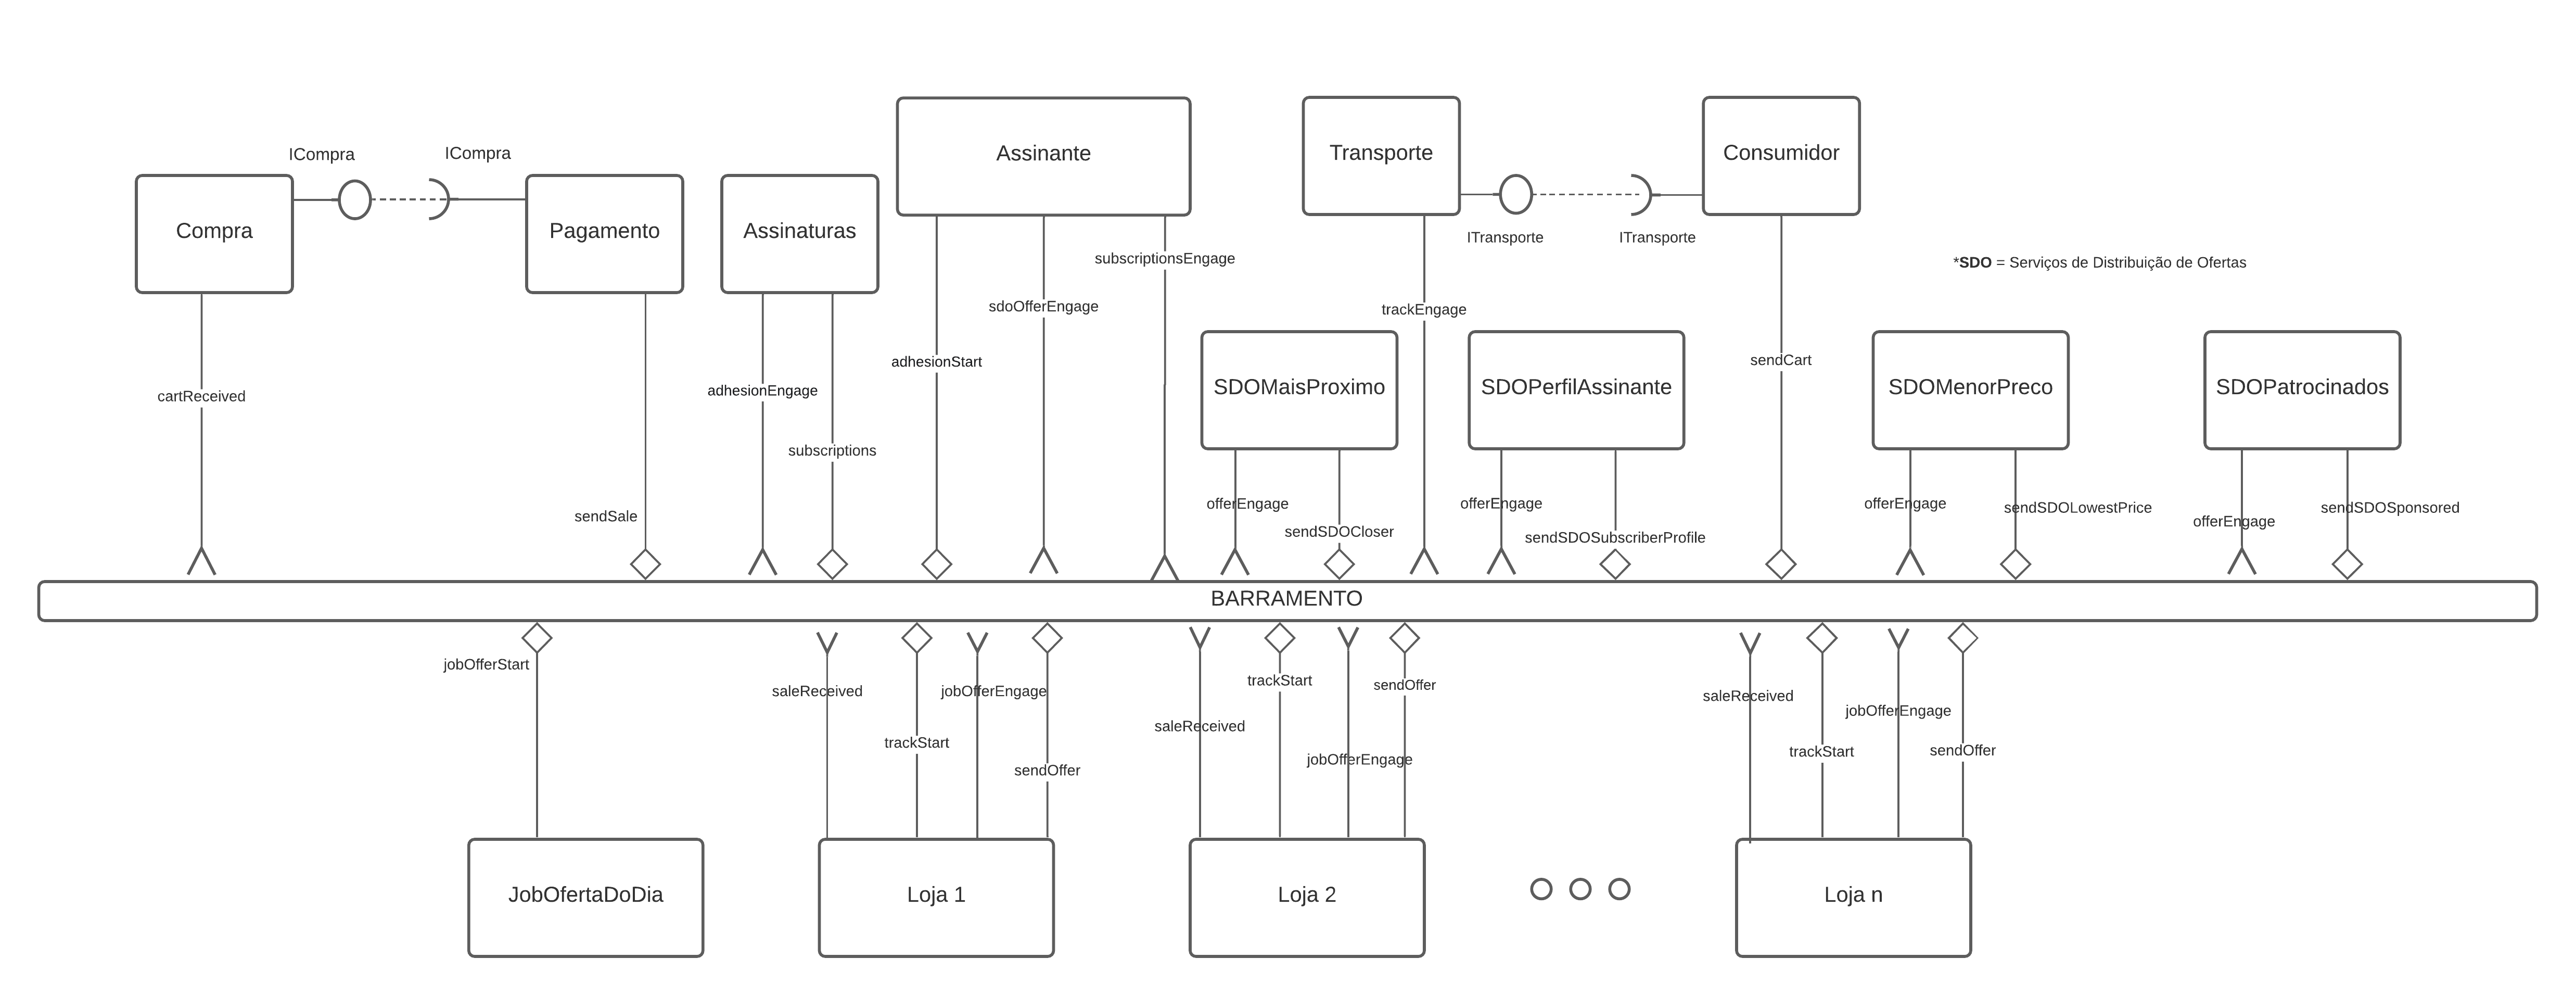 Assinante
Transporte
Consumidor
ICompra
ICompra
Compra
Pagamento
Assinaturas
ITransporte
ITransporte
subscriptionsEngage
*SDO = Serviços de Distribuição de Ofertas
sdoOfferEngage
trackEngage
adhesionStart
sendCart
SDOMaisProximo
SDOPerfilAssinante
SDOMenorPreco
SDOPatrocinados
adhesionEngage
cartReceived
subscriptions
offerEngage
offerEngage
offerEngage
sendSDOLowestPrice
sendSDOSponsored
sendSale
offerEngage
sendSDOCloser
sendSDOSubscriberProfile
BARRAMENTO
jobOfferStart
saleReceived
jobOfferEngage
trackStart
sendOffer
saleReceived
jobOfferEngage
saleReceived
trackStart
sendOffer
jobOfferEngage
trackStart
sendOffer
JobOfertaDoDia
Loja 1
Loja 2
Loja n